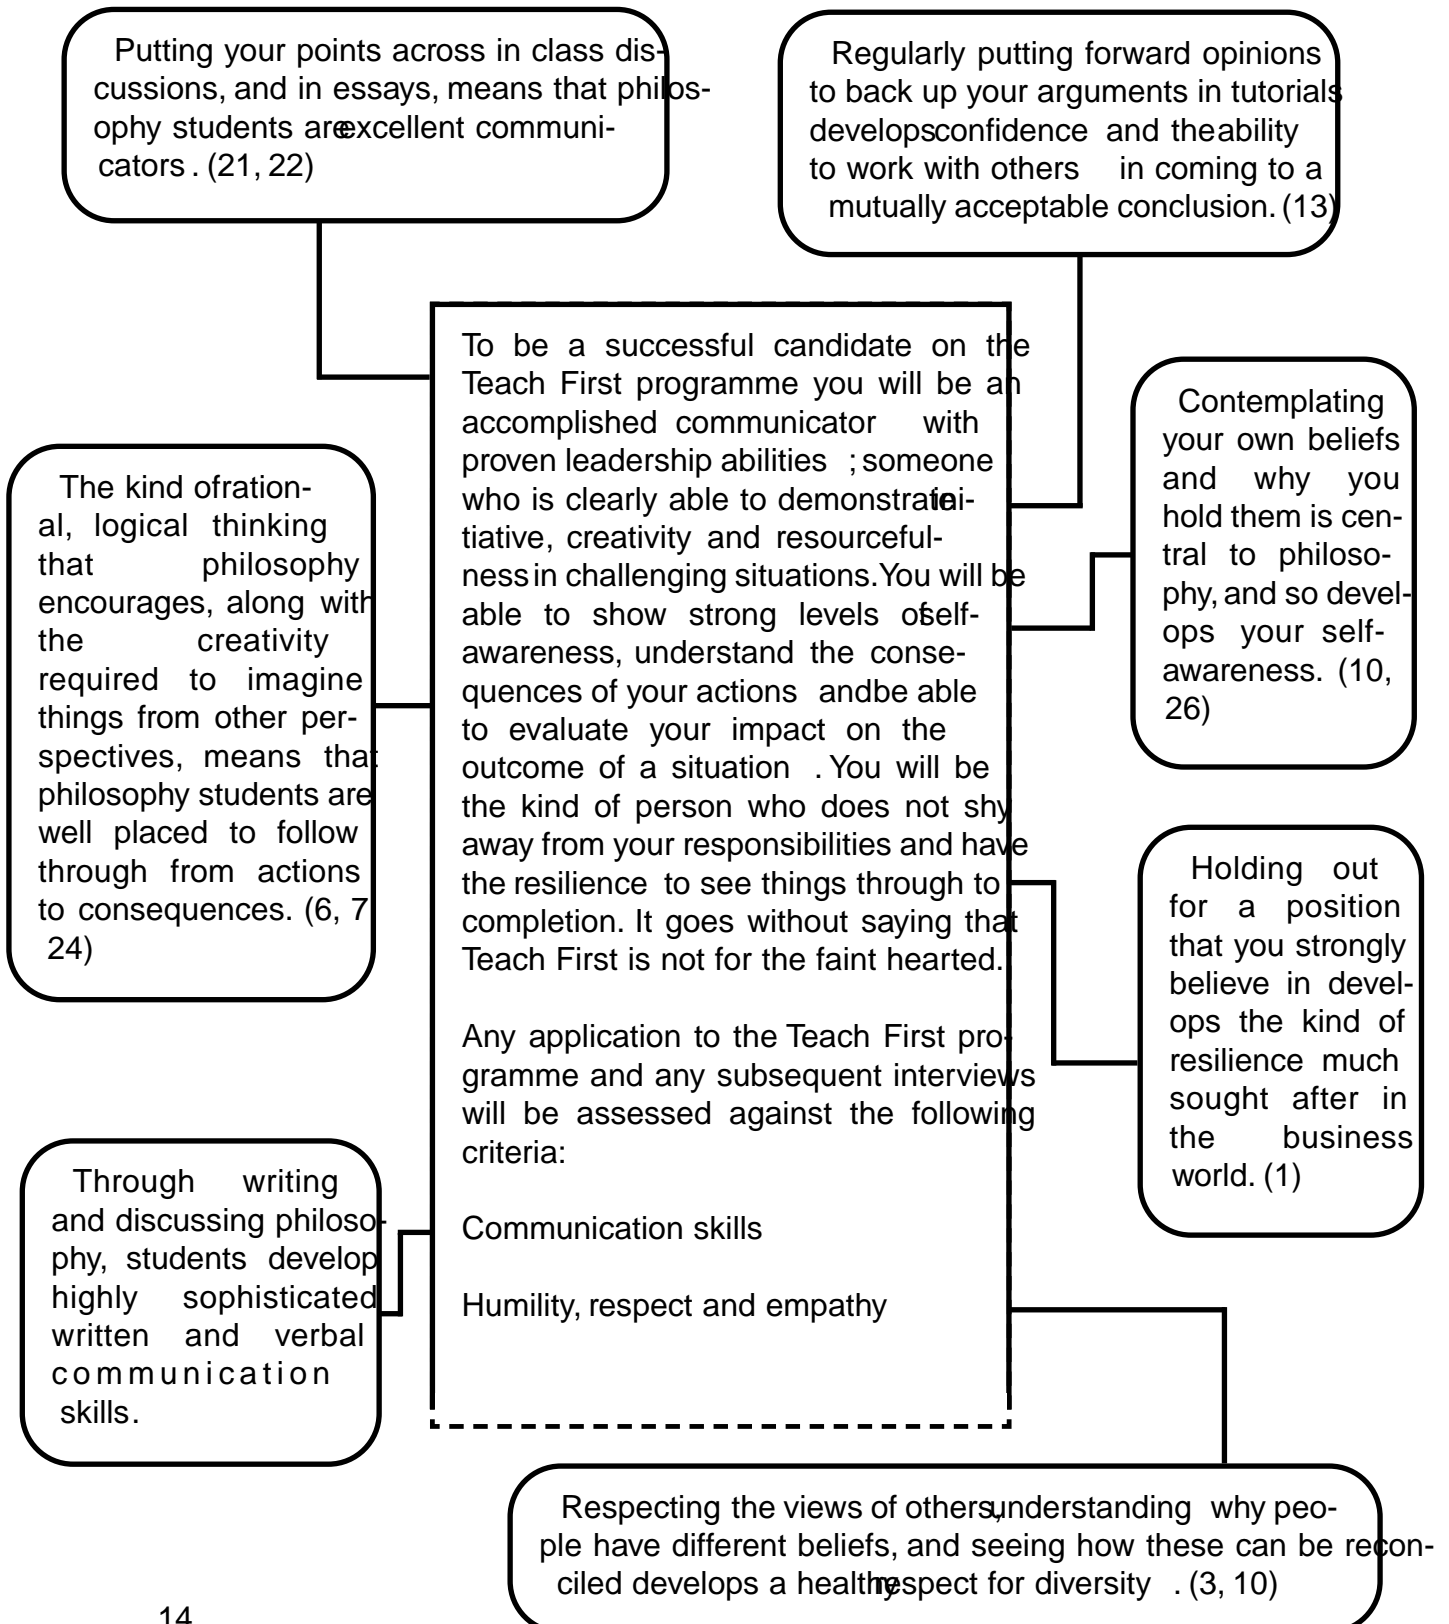 Putting your points across in class dis-
cussions, and in essays, means that philos-
ophy students are excellent communi-
cators. (21, 22)
Regularly putting forward opinions
to back up your arguments in tutorials
develops confidence and the ability
to work with others in coming to a
mutually acceptable conclusion. (13)
To be a successful candidate on the
Teach First programme you will be an
accomplished communicator with
proven leadership abilities ; someone
who is clearly able to demonstrate ini-
tiative, creativity and resourceful-
ness in challenging situations. You will be
able to show strong levels of self-
awareness, understand the conse-
quences of your actions and be able
to evaluate your impact on the
outcome of a situation . You will be
the kind of person who does not shy
away from your responsibilities and have
the resilience to see things through to
completion. It goes without saying that
Teach First is not for the faint hearted.
Any application to the Teach First pro-
gramme and any subsequent interviews
will be assessed against the following
criteria:
Communication skills
Humility, respect and empathy
Contemplating
your own beliefs
and why you
hold them is cen-
tral to philoso-
phy, and so devel-
ops your self-
awareness. (10,
26)
The kind of ration-
al, logical thinking
that philosophy
encourages, along with
the creativity
required to imagine
things from other per-
spectives, means that
philosophy students are
well placed to follow
through from actions
to consequences. (6, 7
24)
Holding out
for a position
that you strongly
believe in devel-
ops the kind of
resilience much
sought after in
the business
world. (1)
Through writing
and discussing philoso-
phy, students develop
highly sophisticated
written and verbal
communication
skills.
Respecting the views of others, understanding why peo-
ple have different beliefs, and seeing how these can be recon-
ciled develops a healthy respect for diversity . (3, 10)
14